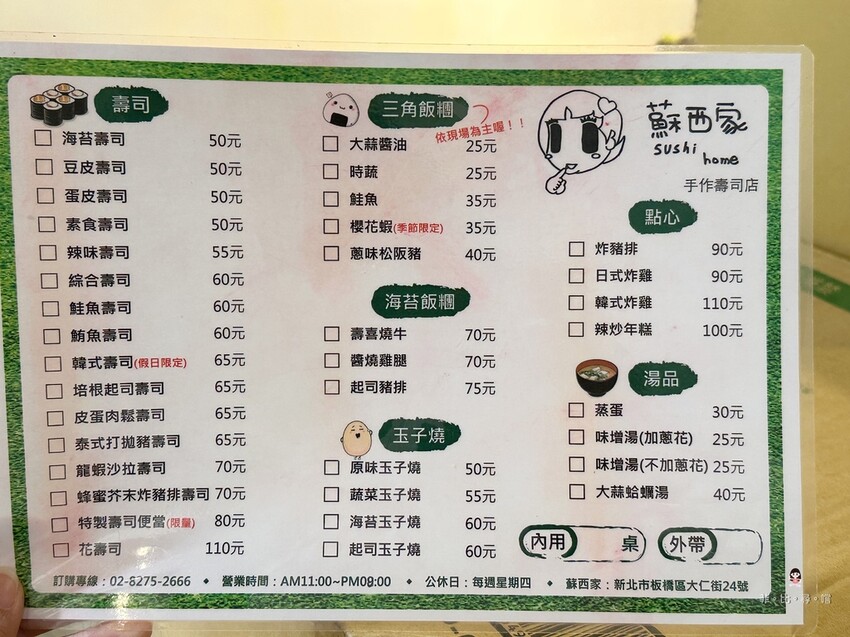 壽司
海苔壽司 50元
豆皮壽司 50元
蛋皮壽司 50元
素食壽司 50元
辣味壽司 55元
綜合壽司 60元
鮭魚壽司 60元
鮪魚壽司 60元
韓式壽司(假日限定) 65元
培根起司壽司 65元
皮蛋肉鬆壽司 65元
泰式打拋豬壽司 65元
龍蝦沙拉壽司 70元
蜂蜜芥末炸豬排壽司 70元
特製壽司便當(限量) 80元
花壽司 110元
三角飯糰
依現場為主喔！！
大蒜醬油 25元
時蔬 25元
鮭魚 35元
櫻花蝦(季節限定) 35元
蔥味松阪豬 40元
海苔飯糰
壽喜燒牛 70元
醬燒雞腿 70元
起司豬排 75元
玉子燒
原味玉子燒 50元
蔬菜玉子燒 55元
海苔玉子燒 60元
起司玉子燒 60元
蘇西家
sushi
home
手作壽司店
點心
炸豬排 90元
日式炸雞 90元
韓式炸雞 110元
辣炒年糕 100元
湯品
蒸蛋 30元
味增湯(加蔥花) 25元
味增湯(不加蔥花) 25元
大蒜蛤蠣湯 40元
內用 桌 外帶
訂購專線：02-8275-2666 • 營業時間：AM11:00~PM08:00 • 公休日：每週星期四 • 蘇西家：新北市板橋區大仁街24號